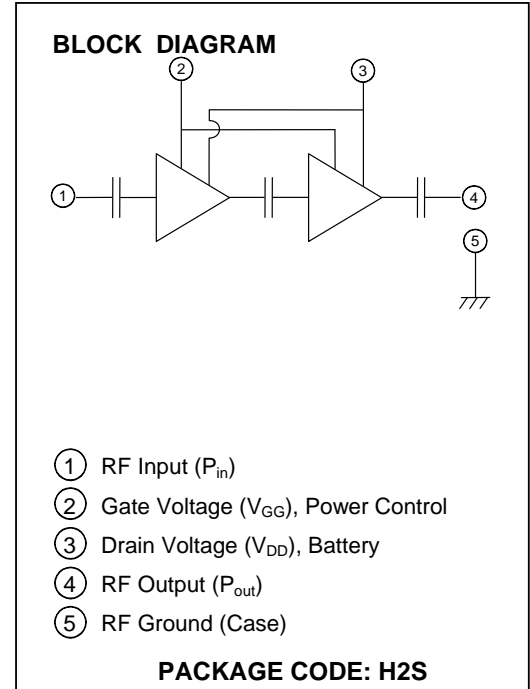 BLOCK DIAGRAM
2 3
1
4
5
1 RF Input (Pin)
2 Gate Voltage (VGG), Power Control
3 Drain Voltage (VDD), Battery
4 RF Output (Pout)
5 RF Ground (Case)
PACKAGE CODE: H2S